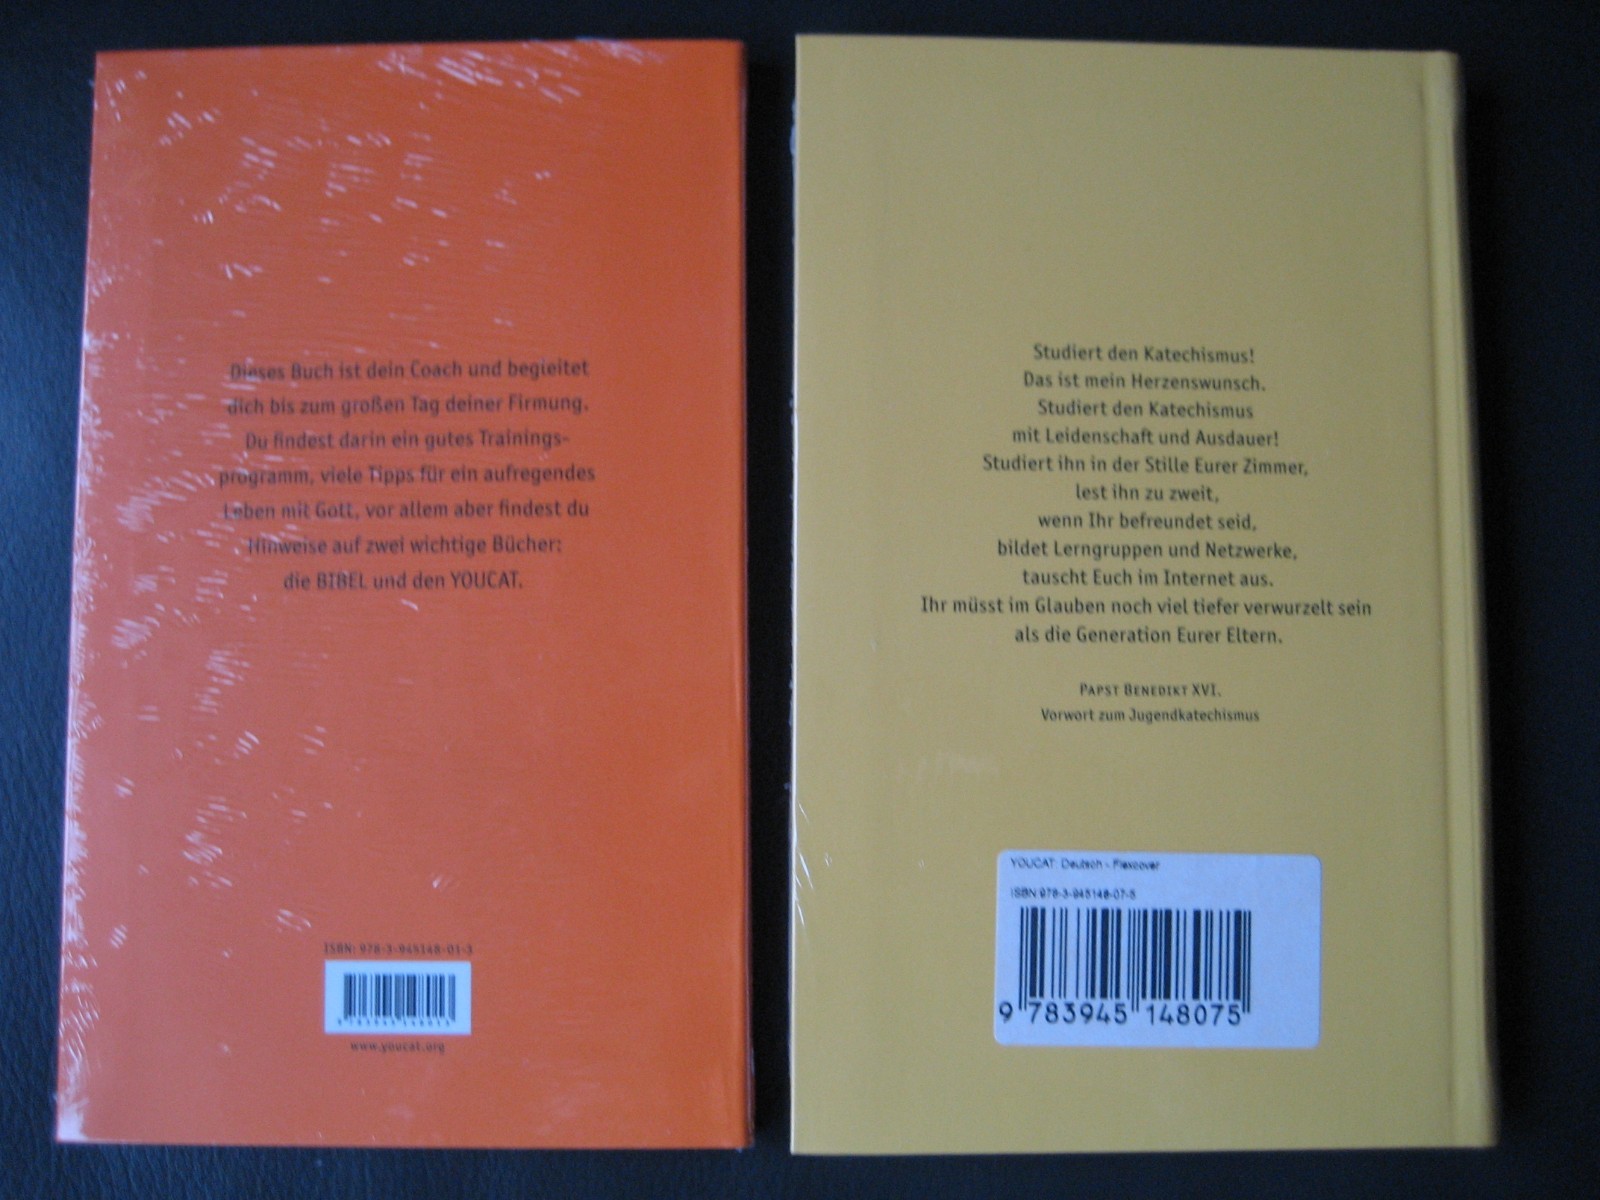 Dieses Buch ist dein Coach und begleitet
dich bis zum großen Tag deiner Firmung.
Du findest darin ein gutes Trainings-
programm, viele Tipps für ein aufregendes
Leben mit Gott, vor allem aber findest du
Hinweise auf zwei wichtige Bücher:
die BIBEL und den YOUCAT.
ISBN: 978-3-945148-01-3
9 783945 148013
www.youcat.org
Studiert den Katechismus!
Das ist mein Herzenswunsch.
Studiert den Katechismus
mit Leidenschaft und Ausdauer!
Studiert ihn in der Stille Eurer Zimmer,
lest ihn zu zweit,
wenn Ihr befreundet seid,
bildet Lerngruppen und Netzwerke,
tauscht Euch im Internet aus.
Ihr müsst im Glauben noch viel tiefer verwurzelt sein
als die Generation Eurer Eltern.
PAPST BENEDIKT XVI.
Vorwort zum Jugendkatechismus
YOUCAT: Deutsch - Flexcover
ISBN 978-3-945148-07-5
9 783945 148075